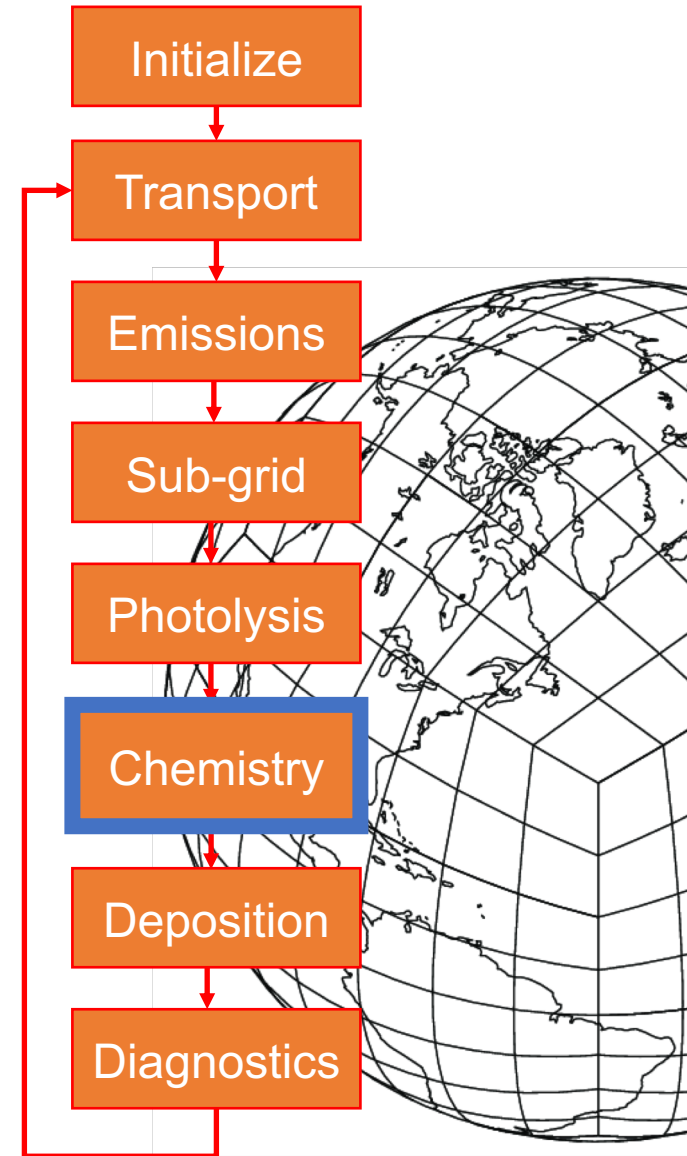 Initialize
Transport
Emissions
Sub-grid
Photolysis
Chemistry
Deposition
Diagnostics